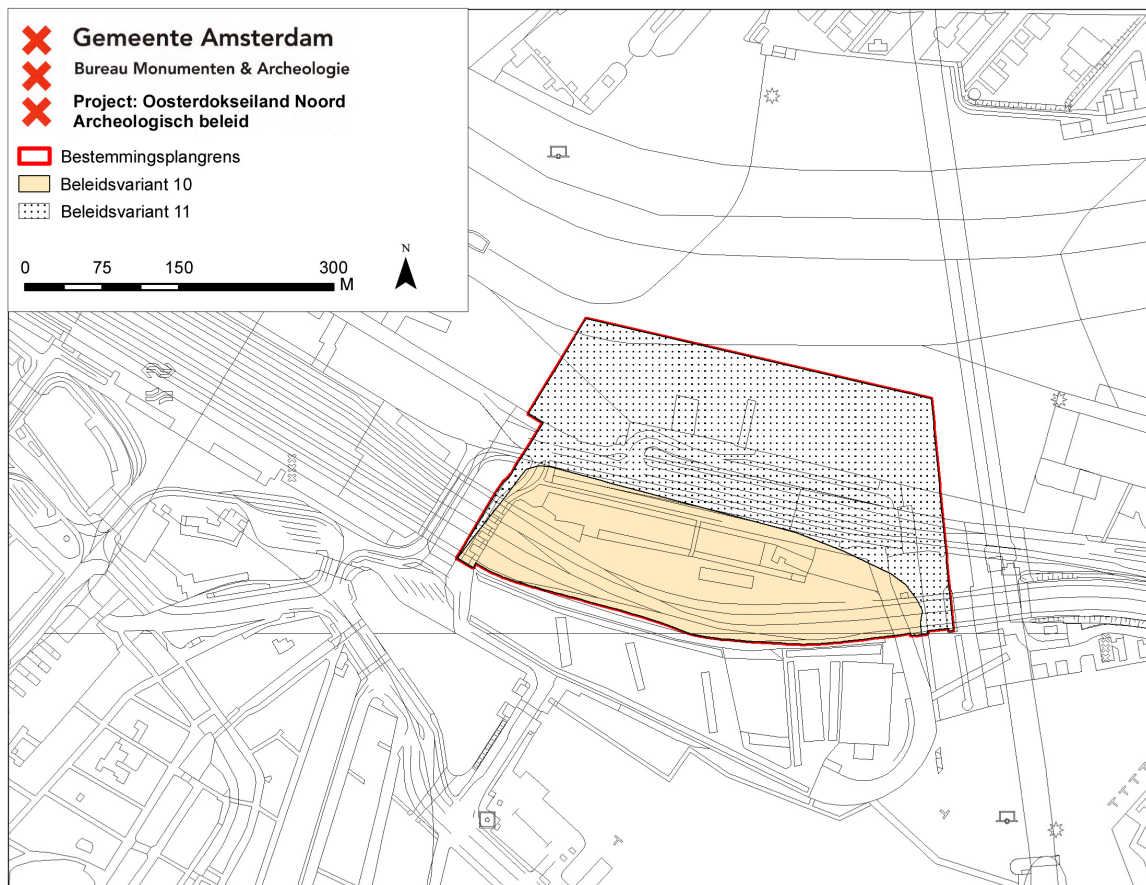 Gemeente Amsterdam
Bureau Monumenten & Archeologie
Project: Oosterdokseiland Noord
Archeologisch beleid
Bestemmingsplangrens
Beleidsvariant 10
Beleidsvariant 11
0 75 150 300
M
N